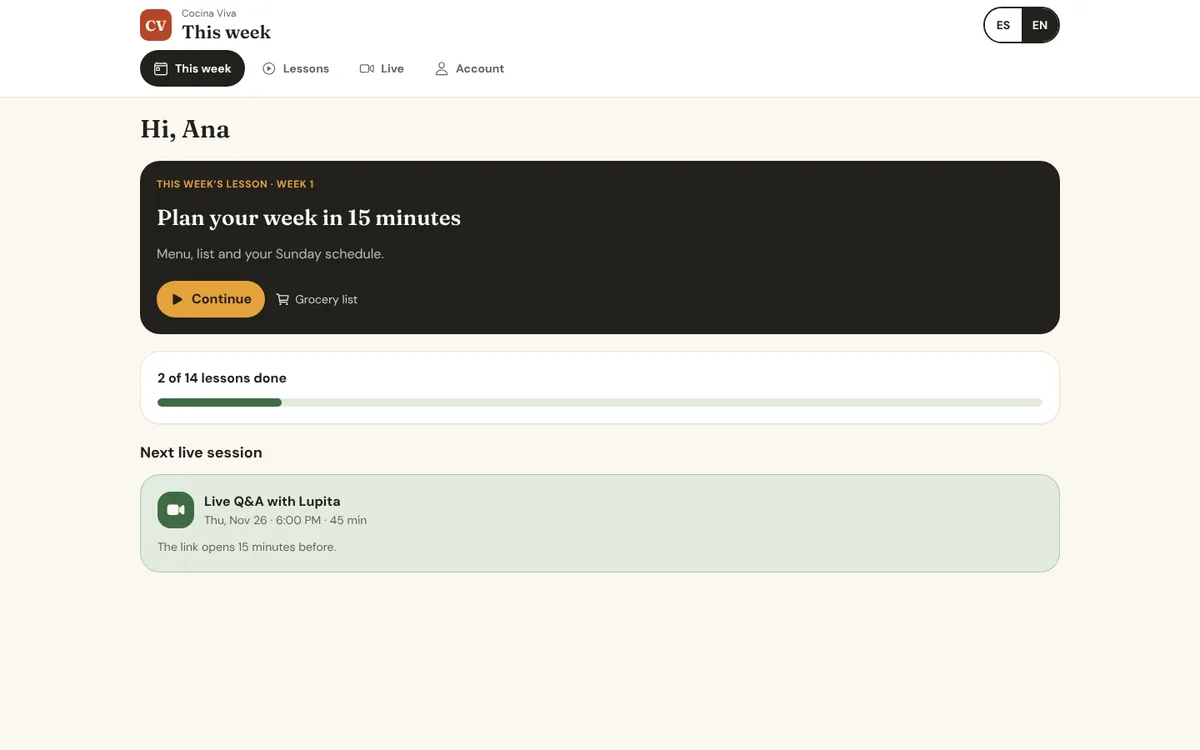 CV
Cocina Viva
This week
ES EN
This week Lessons Live Account
Hi, Ana
THIS WEEK'S LESSON · WEEK 1
Plan your week in 15 minutes
Menu, list and your Sunday schedule.
Continue Grocery list
2 of 14 lessons done
Next live session
Live Q&A with Lupita
Thu, Nov 26 · 6:00 PM · 45 min
The link opens 15 minutes before.